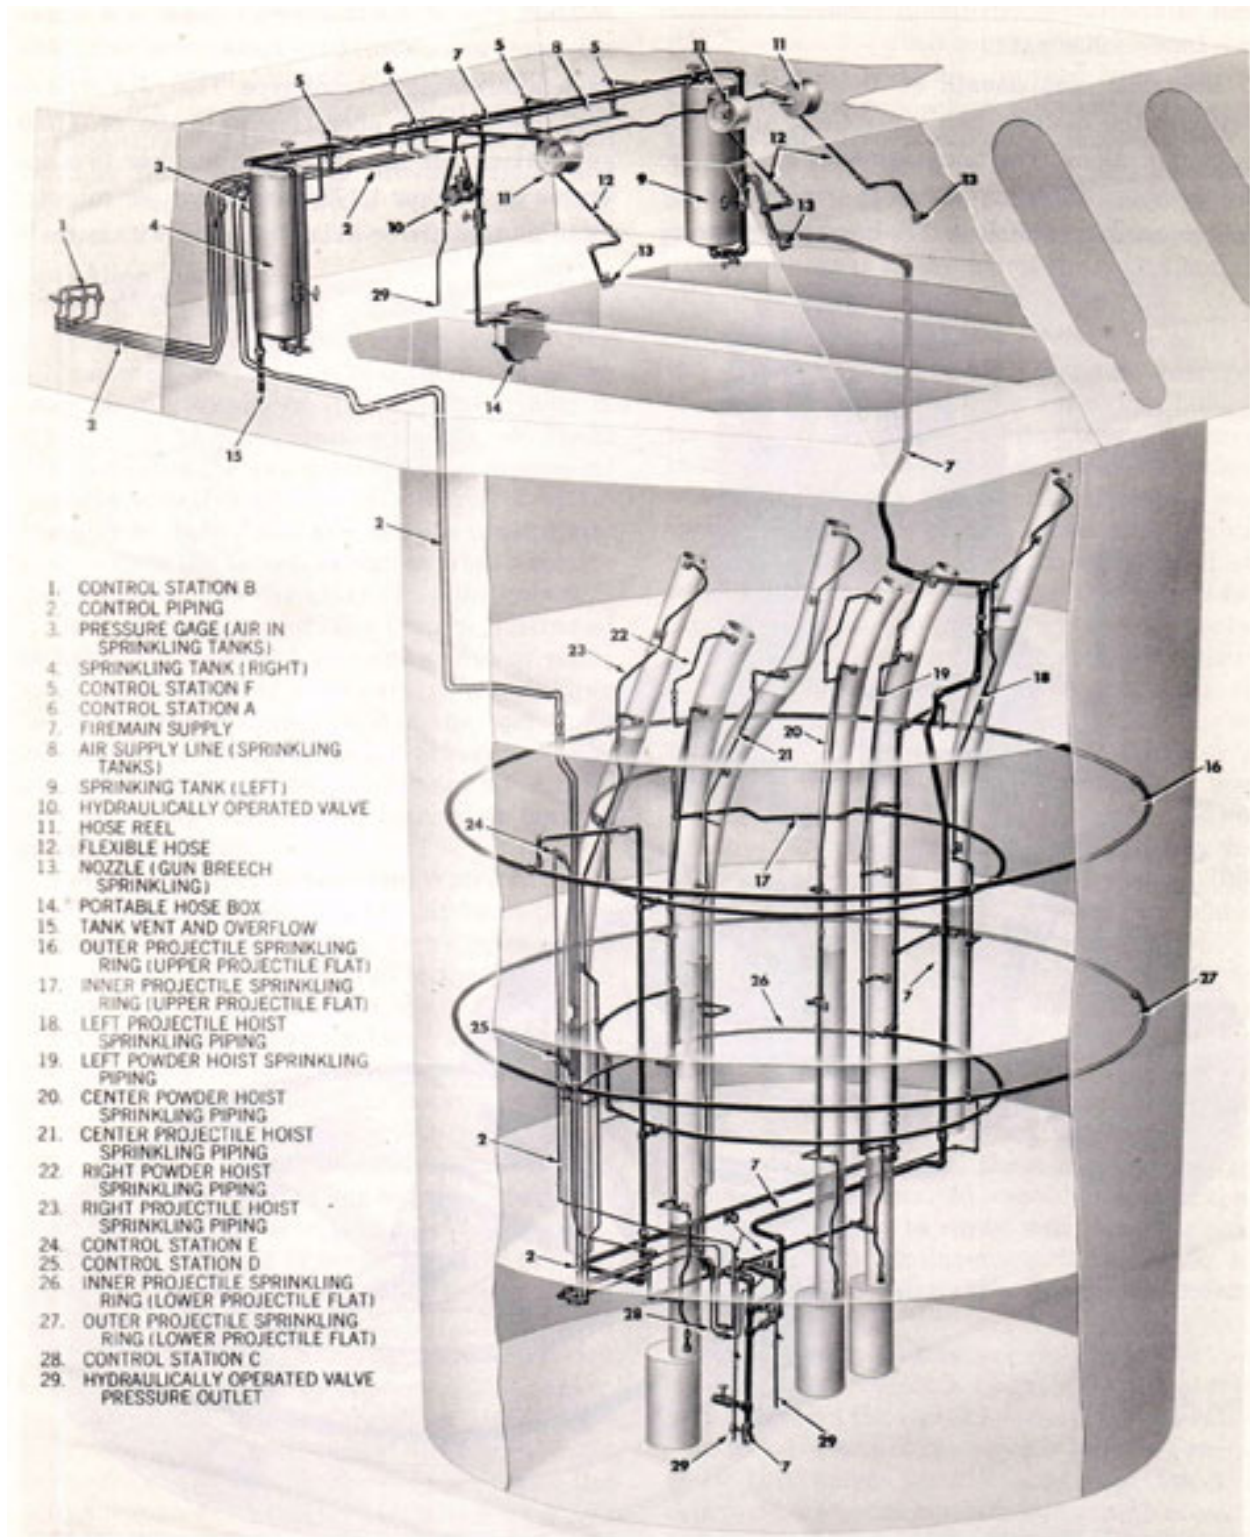 5
6
7
5
8
5
11
11
3
12
12
13
1
4
2
10
11
12
9
13
13
29
2
15
14
7
2
1. CONTROL STATION B
2. CONTROL PIPING
3. PRESSURE GAGE (AIR IN
SPRINKLING TANKS)
4. SPRINKLING TANK (RIGHT)
5. CONTROL STATION F
6. CONTROL STATION A
7. FIREMAIN SUPPLY
8. AIR SUPPLY LINE (SPRINKLING
TANKS)
9. SPRINKING TANK (LEFT)
10. HYDRAULICALLY OPERATED VALVE
11. HOSE REEL
12. FLEXIBLE HOSE
13. NOZZLE (GUN BREECH
SPRINKLING)
14. PORTABLE HOSE BOX
15. TANK VENT AND OVERFLOW
16. OUTER PROJECTILE SPRINKLING
RING (UPPER PROJECTILE FLAT)
17. INNER PROJECTILE SPRINKLING
RING (UPPER PROJECTILE FLAT)
18. LEFT PROJECTILE HOIST
SPRINKLING PIPING
19. LEFT POWDER HOIST SPRINKLING
PIPING
20. CENTER POWDER HOIST
SPRINKLING PIPING
21. CENTER PROJECTILE HOIST
SPRINKLING PIPING
22. RIGHT POWDER HOIST
SPRINKLING PIPING
23. RIGHT PROJECTILE HOIST
SPRINKLING PIPING
24. CONTROL STATION E
25. CONTROL STATION D
26. INNER PROJECTILE SPRINKLING
RING (LOWER PROJECTILE FLAT)
27. OUTER PROJECTILE SPRINKLING
RING (LOWER PROJECTILE FLAT)
28. CONTROL STATION C
29. HYDRAULICALLY OPERATED VALVE
PRESSURE OUTLET
23
22
19
18
20
21
16
24
17
26
7
27
25
2
7
10
2
28
29
29
7